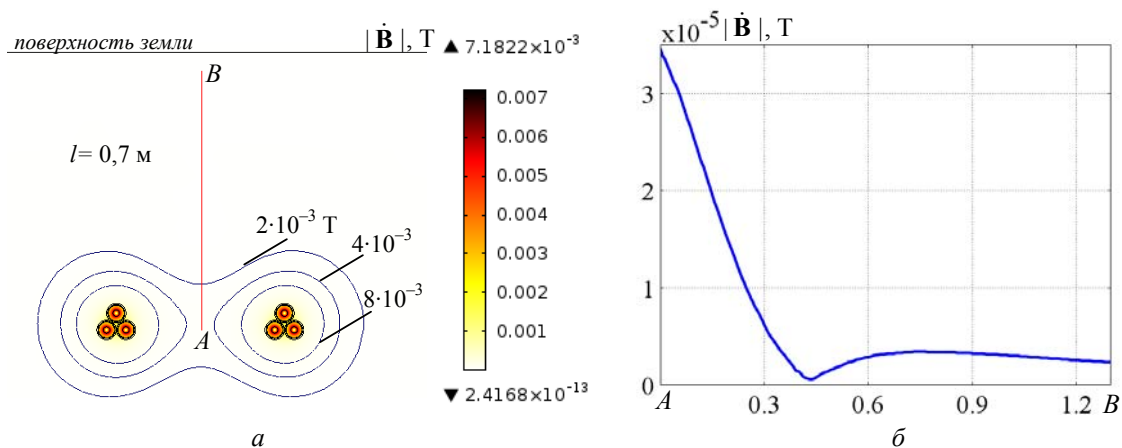 поверхность земли
|Ḃ|, T
▲ 7.1822×10⁻³
B
l= 0,7 м
0.007
0.006
0.005
0.004
0.003
0.002
0.001
▼ 2.4168×10⁻¹³
2·10⁻³ T
4·10⁻³
8·10⁻³
A
а
x10⁻⁵ |Ḃ|, T
3
2
1
0
A
0.3
0.6
0.9
1.2
B
б